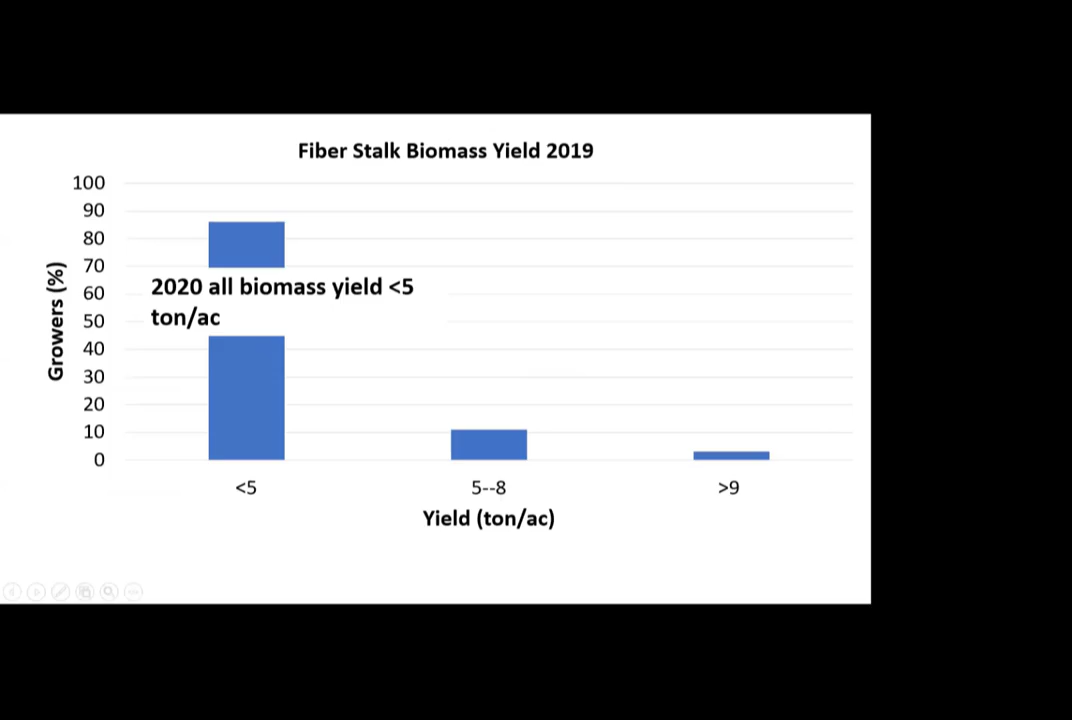 Fiber Stalk Biomass Yield 2019
100
90
80
70
60
50
40
30
20
10
0
Growers (%)
2020 all biomass yield <5
ton/ac
<5
5--8
>9
Yield (ton/ac)